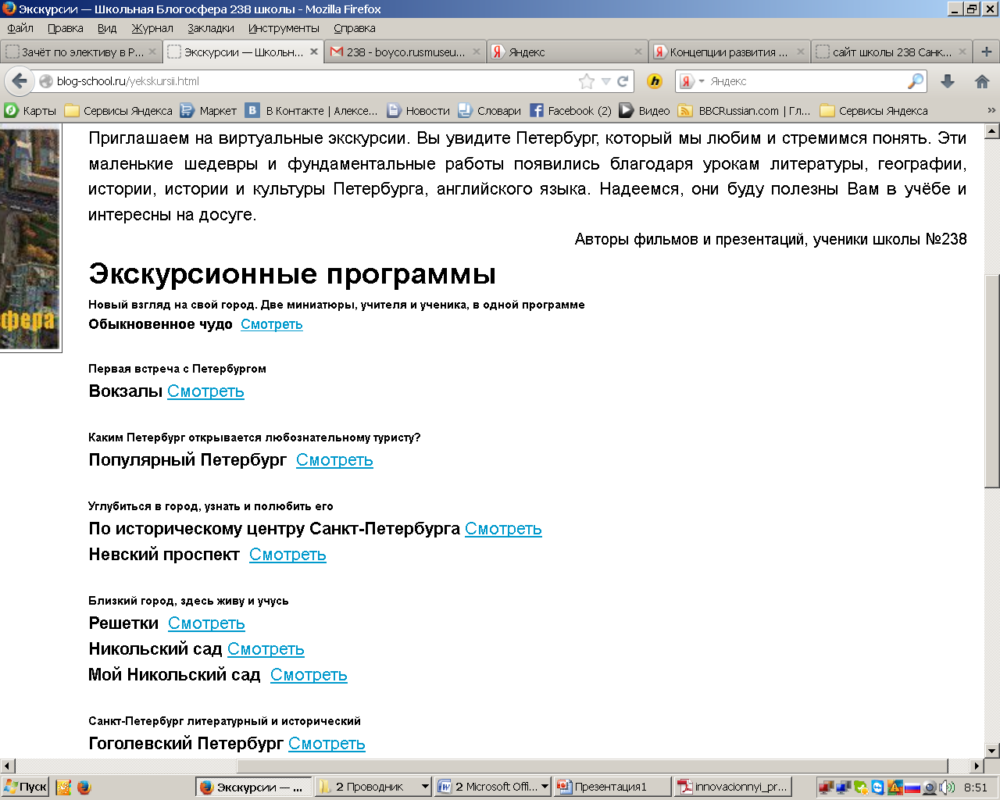 Экскурсии — Школьная Блогосфера 238 школы - Mozilla Firefox
Файл Правка Вид Журнал Закладки Инструменты Справка
Зачёт по элективу в Р... Экскурсии — Школьн... 238 - boyco.rusmuseu... Яндекс Концепции развития ... сайт школы 238 Санк...
blog-school.ru/yekskursii.html Яндекс
Карты Сервисы Яндекса Маркет В Контакте | Алексе... Новости Словари Facebook (2) Видео BBCRussian.com | Гл... Сервисы Яндекса
Приглашаем на виртуальные экскурсии. Вы увидите Петербург, который мы любим и стремимся понять. Эти
маленькие шедевры и фундаментальные работы появились благодаря урокам литературы, географии,
истории, истории и культуры Петербурга, английского языка. Надеемся, они буду полезны Вам в учёбе и
интересны на досуге.
Авторы фильмов и презентаций, ученики школы №238
Экскурсионные программы
Новый взгляд на свой город. Две миниатюры, учителя и ученика, в одной программе
фера
Обыкновенное чудо Смотреть
Первая встреча с Петербургом
Вокзалы Смотреть
Каким Петербург открывается любознательному туристу?
Популярный Петербург Смотреть
Углубиться в город, узнать и полюбить его
По историческому центру Санкт-Петербурга Смотреть
Невский проспект Смотреть
Близкий город, здесь живу и учусь
Решетки Смотреть
Никольский сад Смотреть
Мой Никольский сад Смотреть
Санкт-Петербург литературный и исторический
Гоголевский Петербург Смотреть
Пуск Экскурсии — ... 2 Проводник 2 Microsoft Offi... Презентация1 innovacionnyi_pr... 8:51